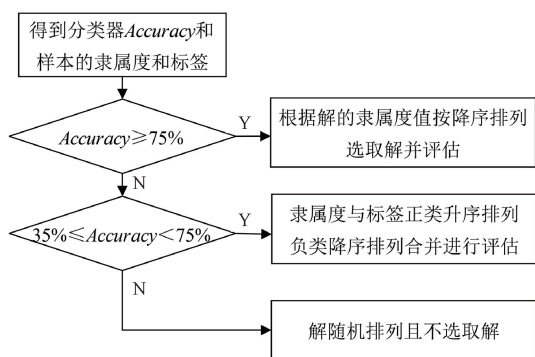 得到分类器Accuracy和
样本的隶属度和标签
Accuracy≥75%
Y
根据解的隶属度值按降序排列
选取解并评估
N
35%≤Accuracy<75%
Y
隶属度与标签正类升序排列
负类降序排列合并进行评估
N
解随机排列且不选取解